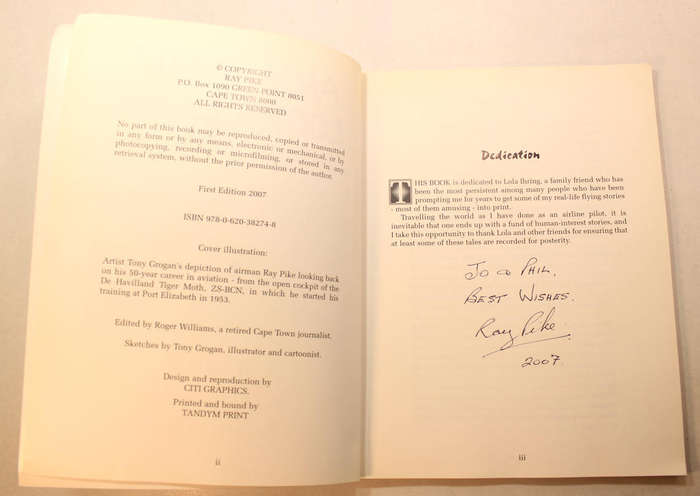 © COPYRIGHT
RAY PIKE
P.O. Box 1090 GREEN POINT 8051
CAPE TOWN 8000
ALL RIGHTS RESERVED
No part of this book may be reproduced, copied or transmitted
in any form or by any means, electronic or mechanical, or by
photocopying, recording or microfilming, or stored in any
retrieval system, without the prior permission of the author.
First Edition 2007
ISBN 978-0-620-38274-8
Cover illustration:
Artist Tony Grogan's depiction of airman Ray Pike looking back
on his 50-year career in aviation - from the open cockpit of the
De Havilland Tiger Moth, ZS-BCN, in which he started his
training at Port Elizabeth in 1953.
Edited by Roger Williams, a retired Cape Town journalist.
Sketches by Tony Grogan, illustrator and cartoonist.
Design and reproduction by
CITI GRAPHICS.
Printed and bound by
TANDYM PRINT
ii
Dedication
THIS BOOK is dedicated to Lola Ihring, a family friend who has
been the most persistent among many people who have been
prompting me for years to get some of my real-life flying stories
- most of them amusing - into print.
Travelling the world as I have done as an airline pilot, it is
inevitable that one ends up with a fund of human-interest stories, and
I take this opportunity to thank Lola and other friends for ensuring that
at least some of these tales are recorded for posterity.
JO & PHIL.
BEST WISHES.
Ray Pike
2007.
iii